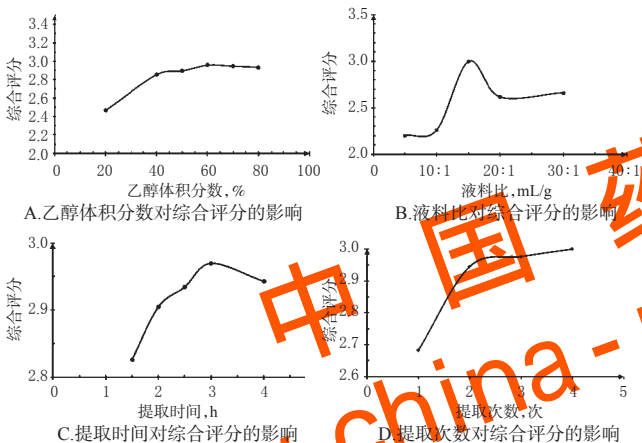 3.4
3.2
3.0
2.8
2.6
2.4
2.2
2.0
综合评分
0 20 40 60 80 100
乙醇体积分数,%
A.乙醇体积分数对综合评分的影响
3.5
3.0
2.5
2.0
综合评分
0 10∶1 20∶1 30∶1 40∶1
液料比,mL/g
B.液料比对综合评分的影响
3.0
2.9
2.8
综合评分
0 1 2 3 4 5
提取时间,h
C.提取时间对综合评分的影响
3.0
2.9
2.8
2.7
2.6
综合评分
0 1 2 3 4 5
提取次数,次
D.提取次数对综合评分的影响
中国药
china-